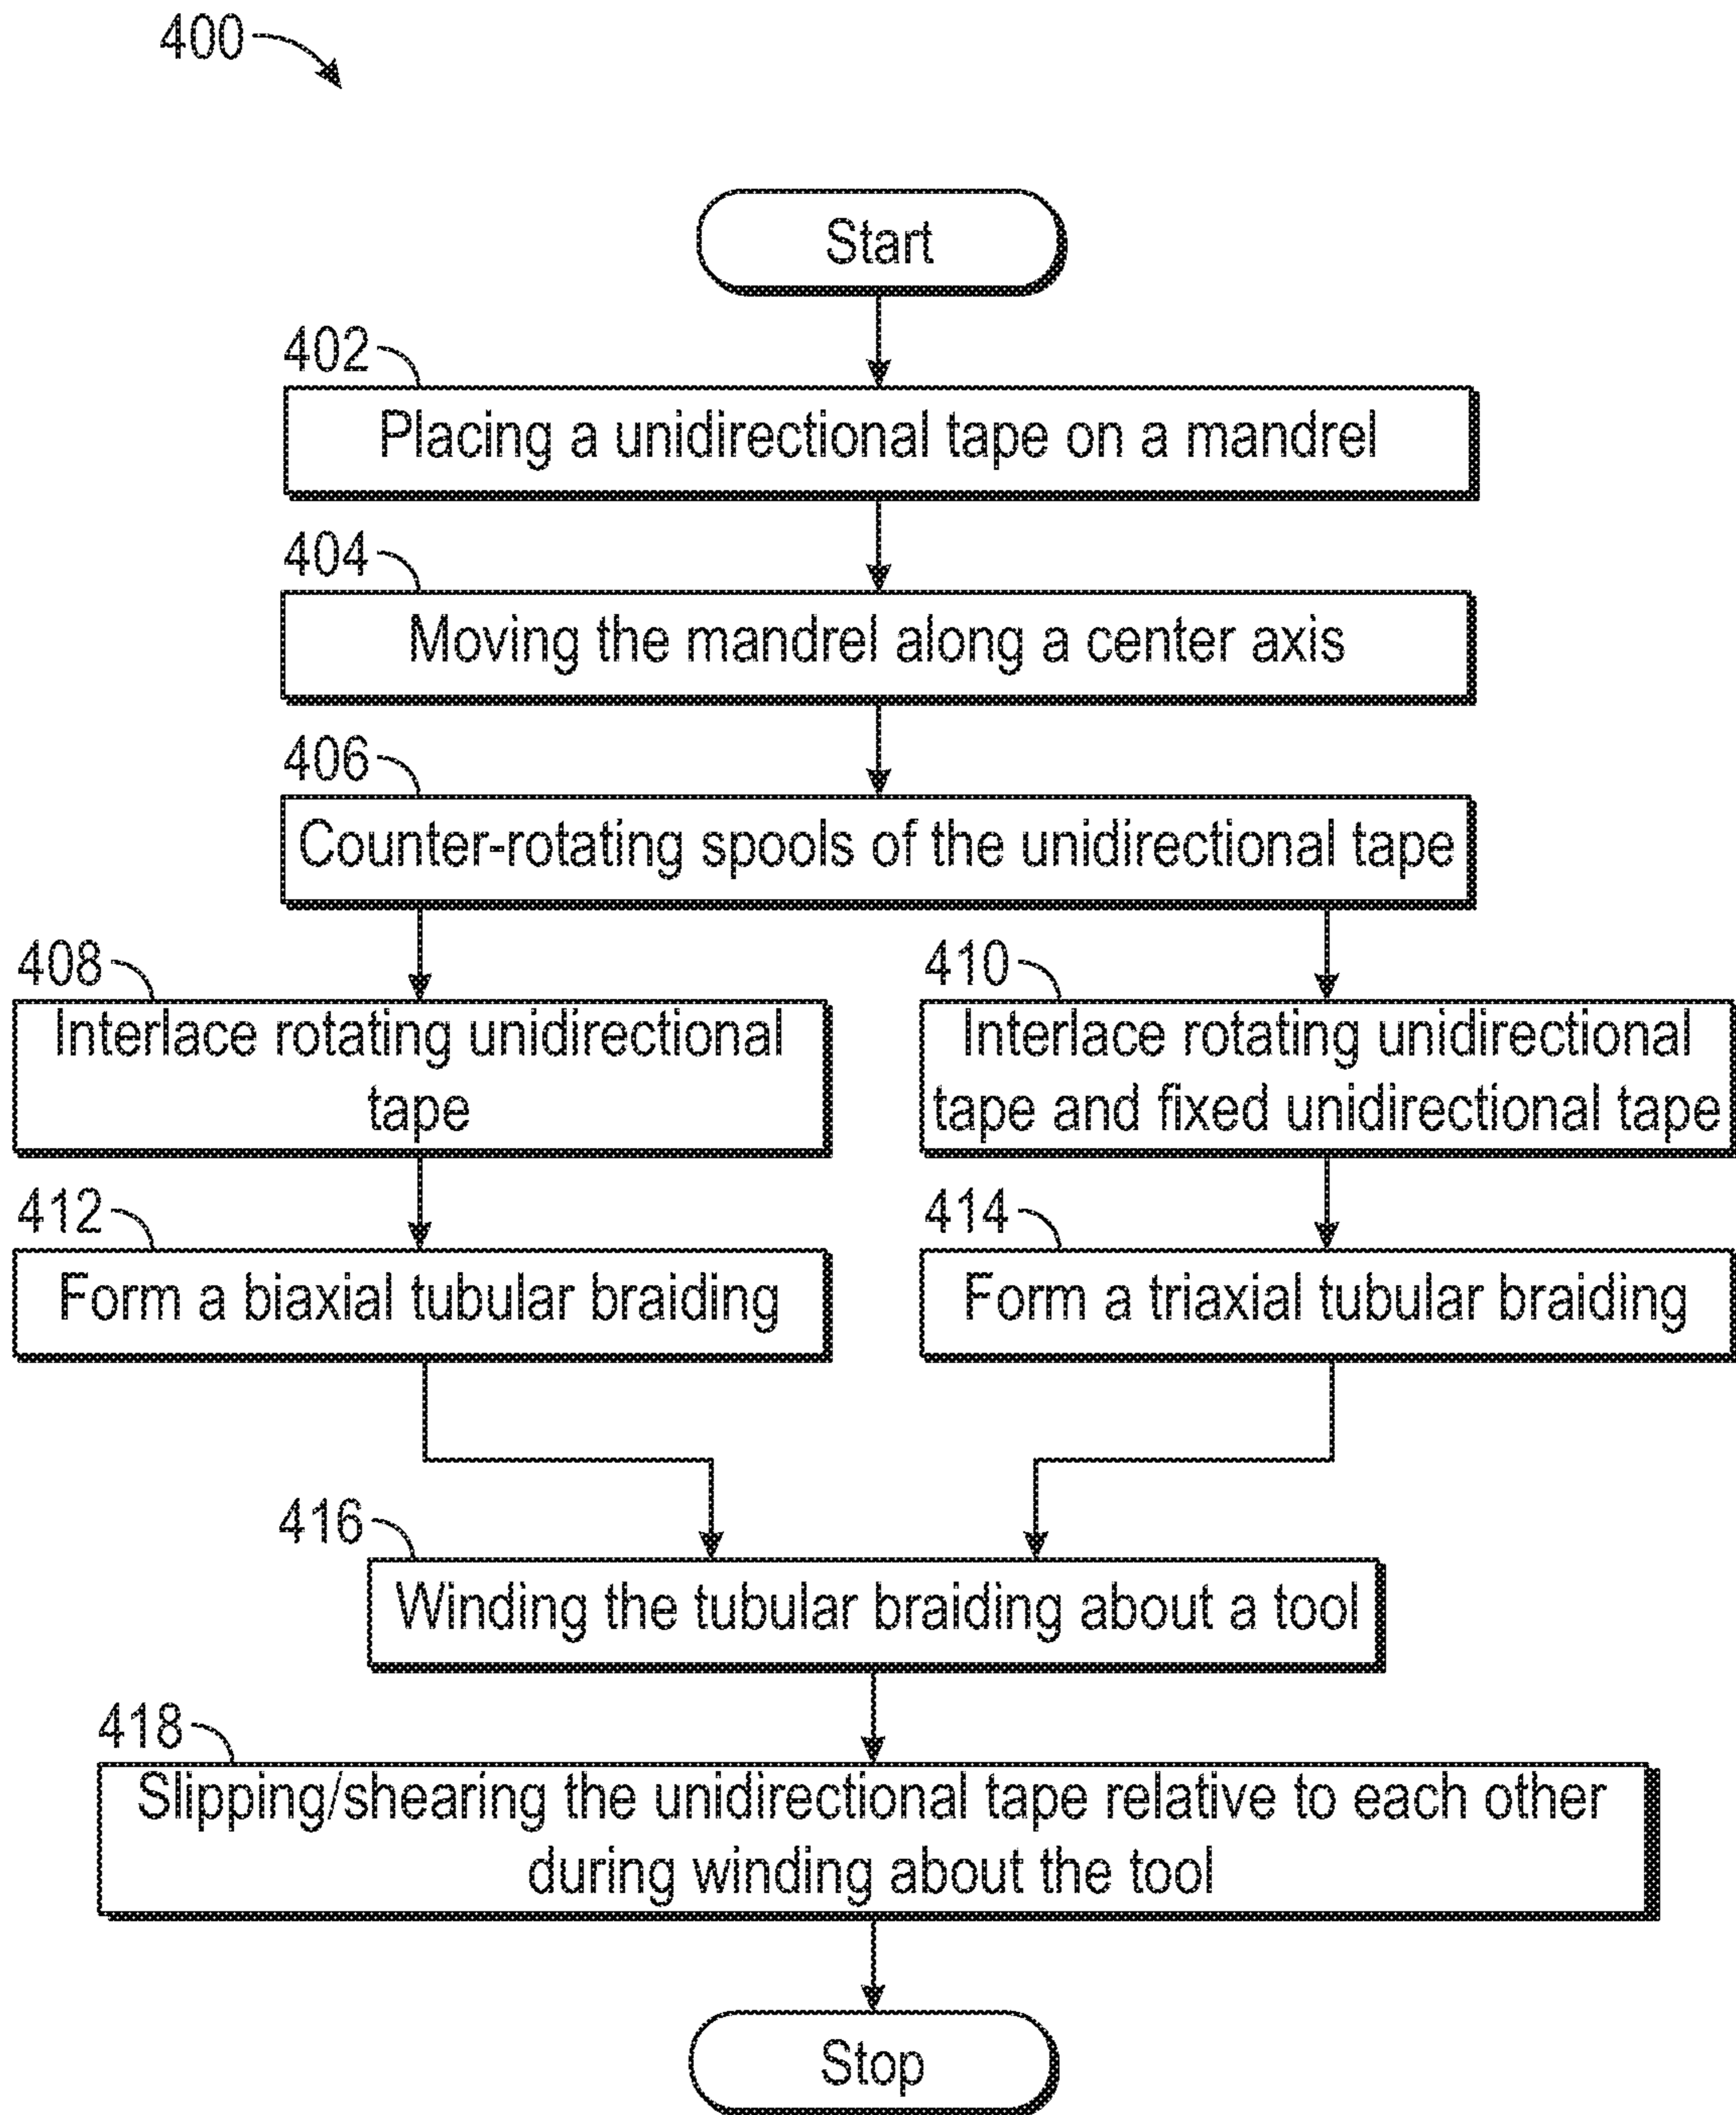 400
Start
402
Placing a unidirectional tape on a mandrel
404
Moving the mandrel along a center axis
406
Counter-rotating spools of the unidirectional tape
408
Interlace rotating unidirectional
tape
410
Interlace rotating unidirectional
tape and fixed unidirectional tape
412
Form a biaxial tubular braiding
414
Form a triaxial tubular braiding
416
Winding the tubular braiding about a tool
418
Slipping/shearing the unidirectional tape relative to each other
during winding about the tool
Stop